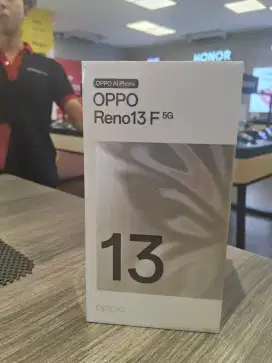 HONOR
OPPO AI Phone
OPPO
Reno13 F 5G
13
oppo